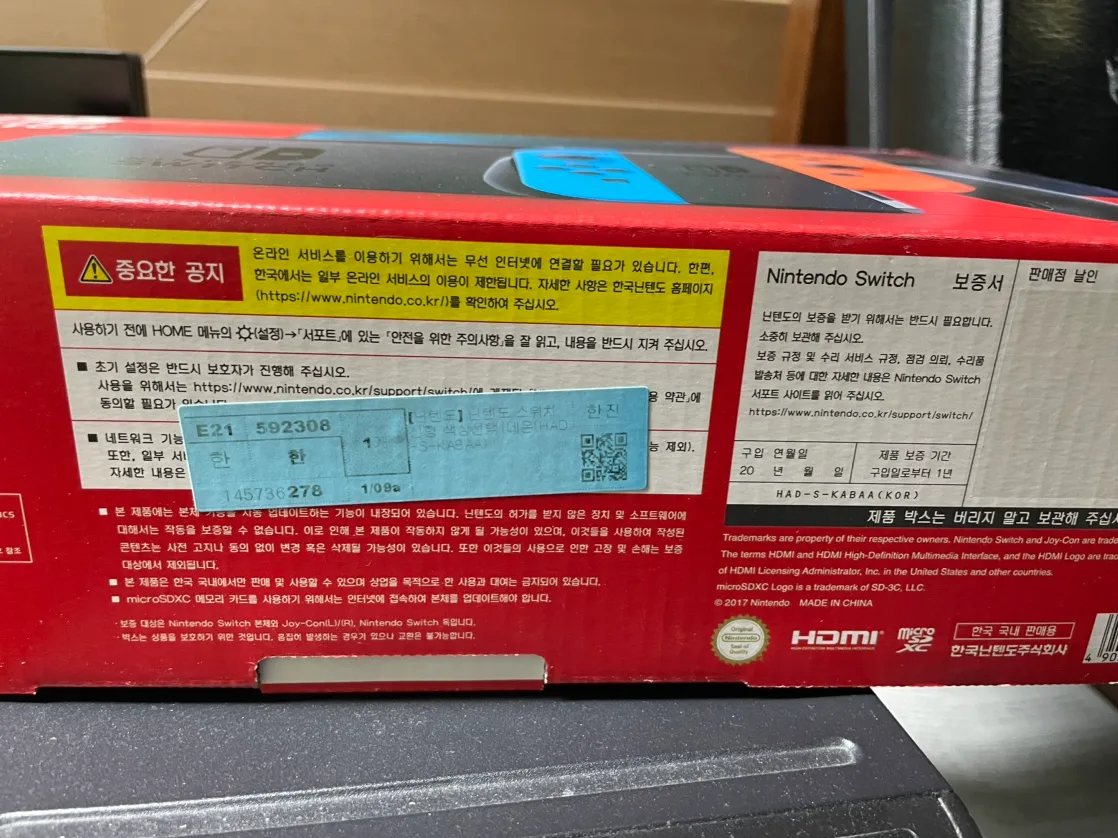 SWITCH
중요한 공지
온라인 서비스를 이용하기 위해서는 무선 인터넷에 연결할 필요가 있습니다. 한편,
한국에서는 일부 온라인 서비스의 이용이 제한됩니다. 자세한 사항은 한국닌텐도 홈페이지
(https://www.nintendo.co.kr/)를 확인하여 주십시오.
사용하기 전에 HOME 메뉴의 (설정)→「서포트」에 있는 「안전을 위한 주의사항」을 잘 읽고, 내용을 반드시 지켜 주십시오.
■ 초기 설정은 반드시 보호자가 진행해 주십시오.
사용을 위해서는 https://www.nintendo.co.kr/support/switch/에 약관」에
동의할 필요가
■ 네트워크 기능 능 제외).
또한, 일부 서비
자세한 내용은
E21 592308
한 한
1
145736278
1/09a
[닌텐도] 닌텐도 스위치
색상선택(네온(HAD
-S-KABAA)
한진
■ 본 제품에는 본체 기능을 자동 업데이트하는 기능이 내장되어 있습니다. 닌텐도의 허가를 받지 않은 장치 및 소프트웨어에
대해서는 작동을 보증할 수 없습니다. 이로 인해 본 제품이 작동하지 않게 될 가능성이 있으며, 이것들을 사용하여 작성된
콘텐츠는 사전 고지나 동의 없이 변경 혹은 삭제될 가능성이 있습니다. 또한 이것들의 사용으로 인한 고장 및 손해는 보증
대상에서 제외됩니다.
■ 본 제품은 한국 국내에서만 판매 및 사용할 수 있으며 상업을 목적으로 한 사용과 대여는 금지되어 있습니다.
■ microSDXC 메모리 카드를 사용하기 위해서는 인터넷에 접속하여 본체를 업데이트해야 합니다.
· 보증 대상은 Nintendo Switch 본체와 Joy-Con(L)/(R), Nintendo Switch 독입니다.
· 박스는 상품을 보호하기 위한 것입니다. 흠집이 발생하는 경우가 있으나 교환은 불가능합니다.
참조
Nintendo Switch 보증서
판매점 날인
닌텐도의 보증을 받기 위해서는 반드시 필요합니다.
소중히 보관해 주십시오.
보증 규정 및 수리 서비스 규정, 점검 의뢰, 수리품
발송처 등에 대한 자세한 내용은 Nintendo Switch
서포트 사이트를 읽어 주십시오.
https://www.nintendo.co.kr/support/switch/
구입 연월일
20 년 월 일
제품 보증 기간
구입일로부터 1년
HAD-S-KABAA(KOR)
제품 박스는 버리지 말고 보관해 주십시
Trademarks are property of their respective owners. Nintendo Switch and Joy-Con are trade
The terms HDMI and HDMI High-Definition Multimedia Interface, and the HDMI Logo are trad
of HDMI Licensing Administrator, Inc. in the United States and other countries.
microSDXC Logo is a trademark of SD-3C, LLC.
© 2017 Nintendo MADE IN CHINA
Original
Nintendo
Seal of
Quality
HDMI
HIGH-DEFINITION MULTIMEDIA INTERFACE
micro
SD
XC
한국 국내 판매용
한국닌텐도주식회사
4 90